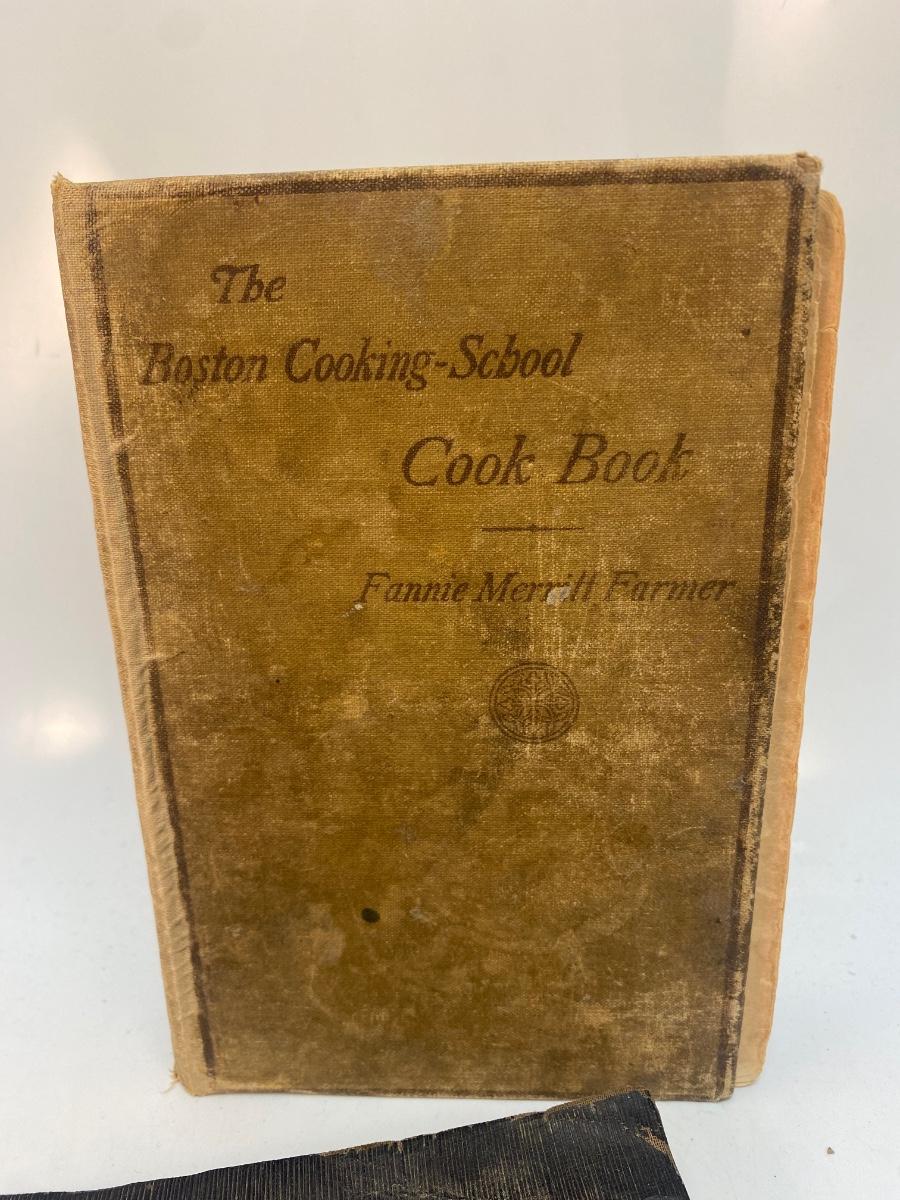 The
Boston Cooking-School
Cook Book
Fannie Merritt Farmer